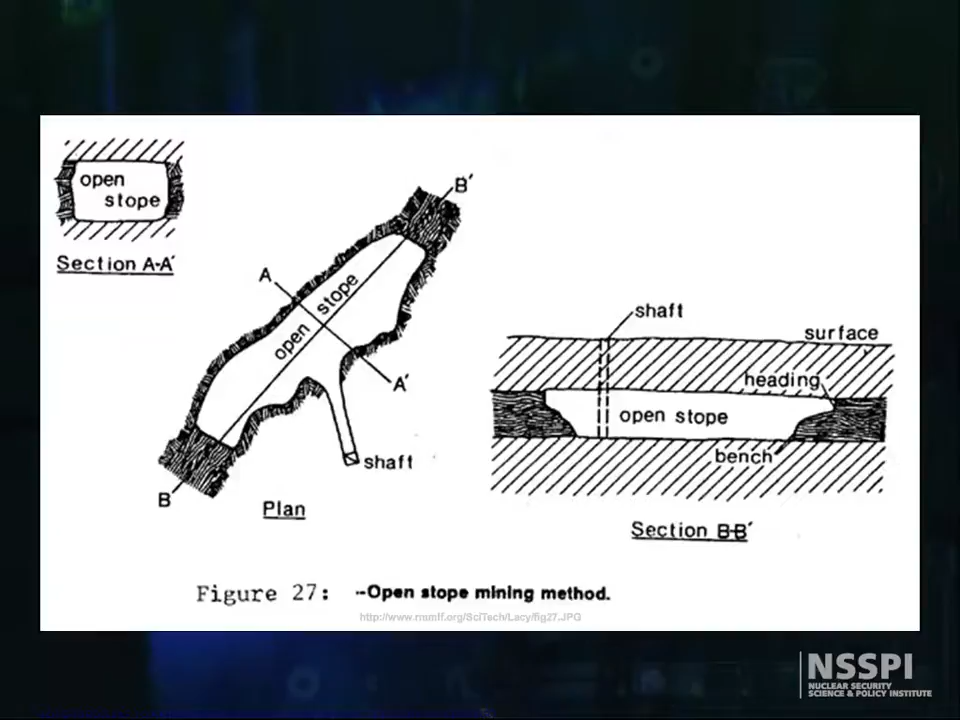 open
stope
Section A-A'
B'
A
open stope
A'
shaft
B
Plan
shaft
surface
heading
open stope
bench
Section B-B'
Figure 27: --Open stope mining method.
http://www.rmmlf.org/SciTech/Lacy/fig27.JPG
NSSPI
NUCLEAR SECURITY
SCIENCE & POLICY INSTITUTE